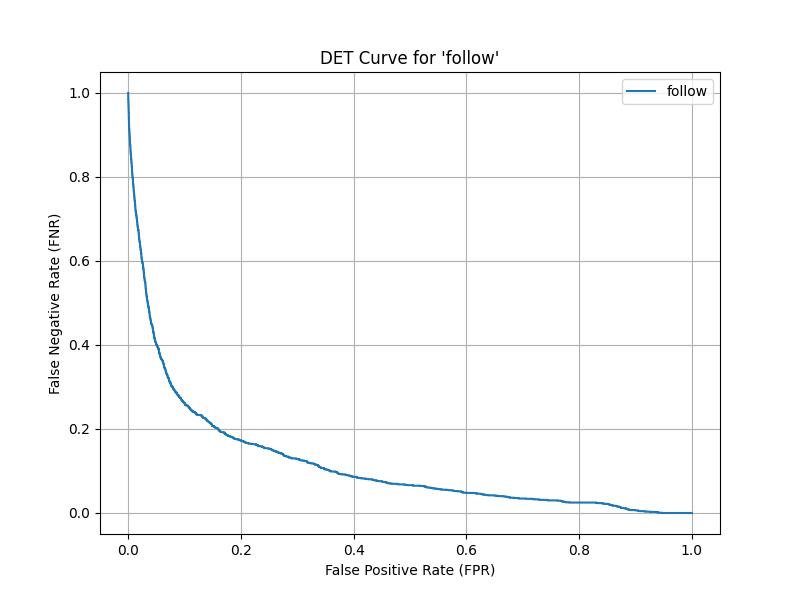 DET Curve for 'follow'
follow
1.0
0.8
0.6
0.4
0.2
0.0
False Negative Rate (FNR)
0.0 0.2 0.4 0.6 0.8 1.0
False Positive Rate (FPR)